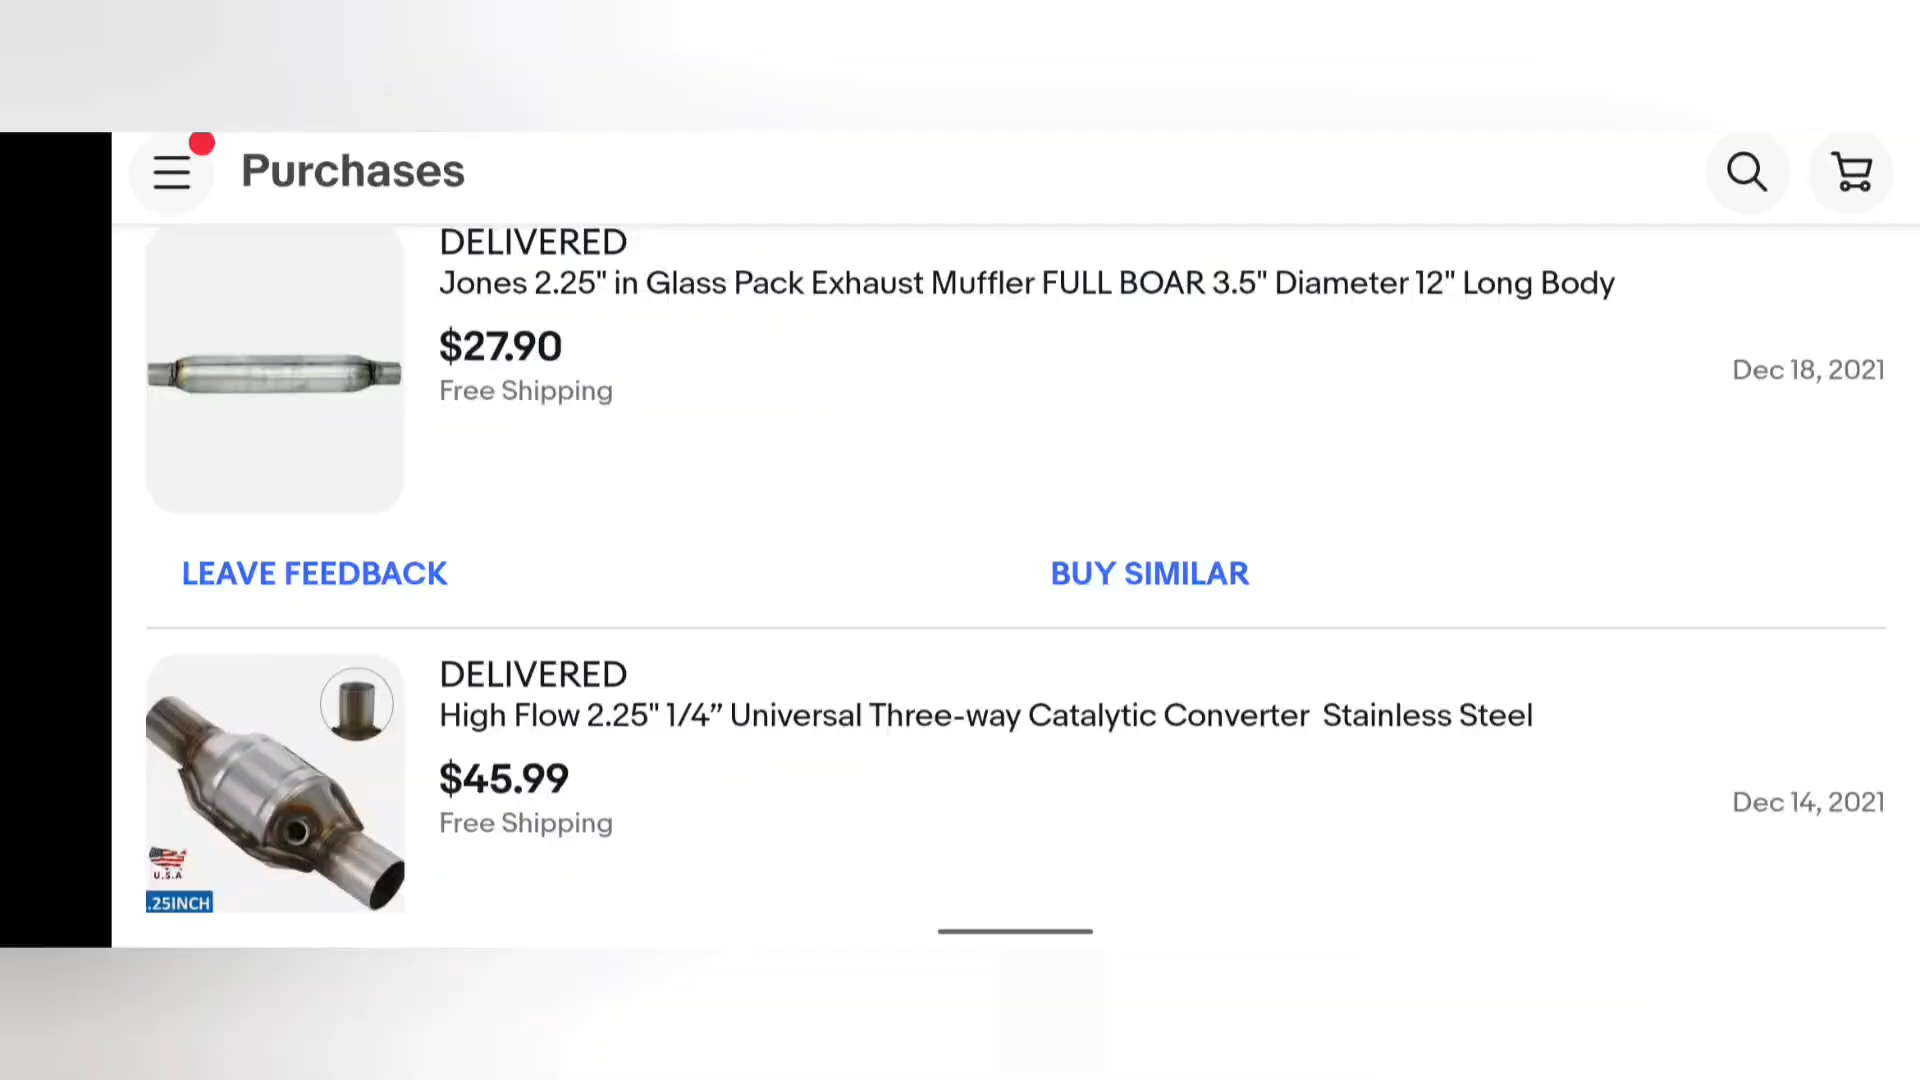 Purchases
DELIVERED
Jones 2.25" in Glass Pack Exhaust Muffler FULL BOAR 3.5" Diameter 12" Long Body
$27.90
Free Shipping
Dec 18, 2021
LEAVE FEEDBACK
BUY SIMILAR
DELIVERED
High Flow 2.25" 1/4” Universal Three-way Catalytic Converter Stainless Steel
$45.99
Free Shipping
Dec 14, 2021
U.S.A
.25INCH